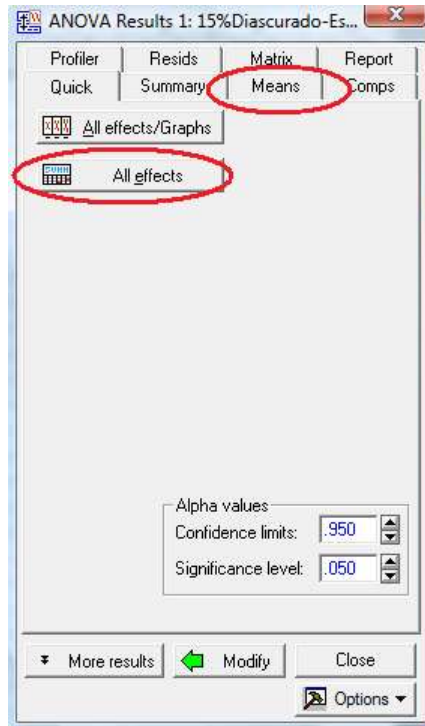 ANOVA Results 1: 15%Diascurado-Es...
Profiler Resids Matrix Report
Quick Summary Means Comps
All effects/Graphs
All effects
Alpha values
Confidence limits: .950
Significance level: .050
More results Modify Close
Options